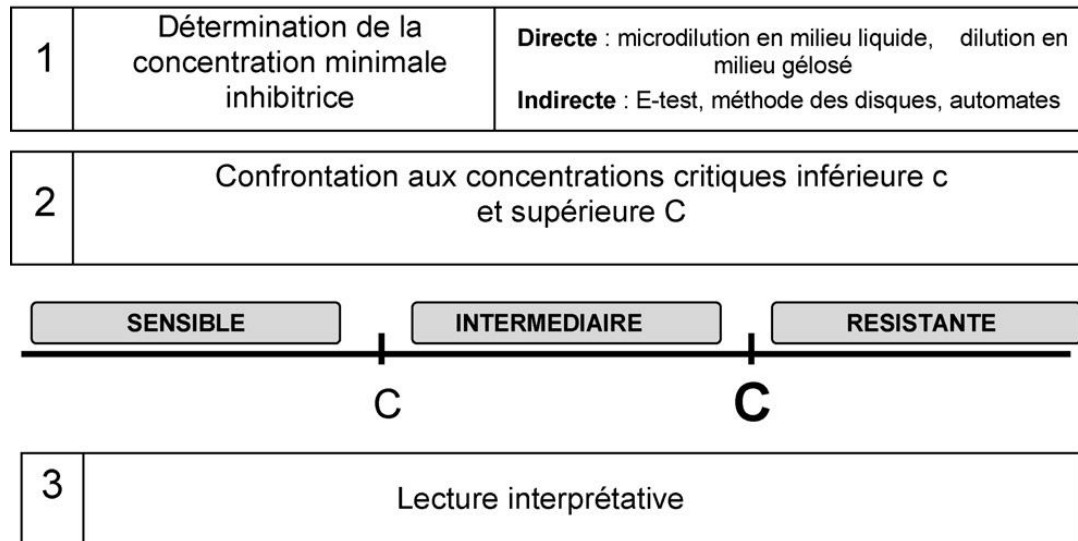 1
Détermination de la
concentration minimale
inhibitrice
Directe : microdilution en milieu liquide, dilution en
milieu gélosé
Indirecte : E-test, méthode des disques, automates
2
Confrontation aux concentrations critiques inférieure c
et supérieure C
SENSIBLE INTERMEDIAIRE RESISTANTE
C C
3
Lecture interprétative